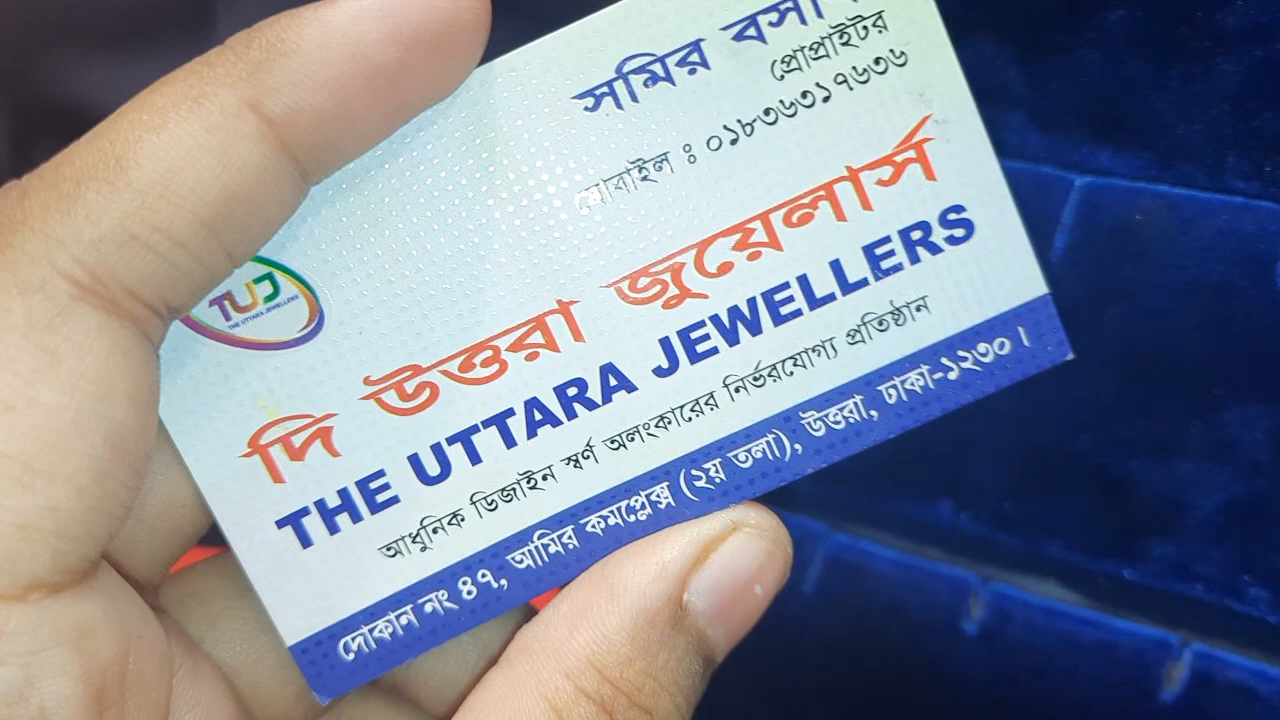 সমির
প্রোপ্রাইটর
মোবাইল : ০১৮৩৬৩১৭৬৩৬
TUJ
THE UTTARA JEWELLERS
দি উত্তরা জুয়েলার্স
THE UTTARA JEWELLERS
আধুনিক ডিজাইন স্বর্ণ অলংকারের নির্ভরযোগ্য প্রতিষ্ঠান
দোকান নং ৪৭, আমির কমপ্লেক্স (২য় তলা), উত্তরা, ঢাকা-১২৩০।